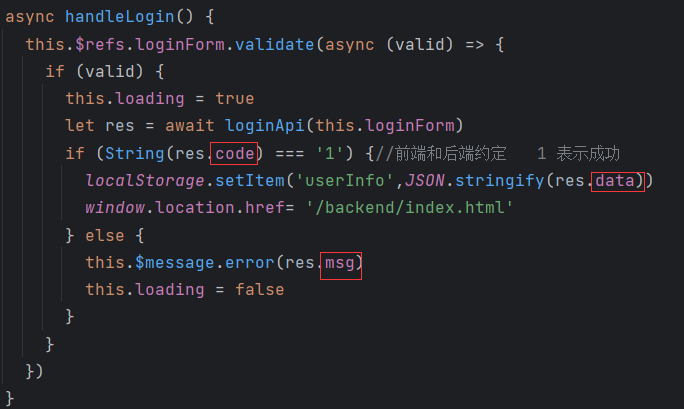 async handleLogin() {
  this.$refs.loginForm.validate(async (valid) => {
    if (valid) {
      this.loading = true
      let res = await loginApi(this.loginForm)
      if (String(res.code) === '1') {//前端和后端约定   1 表示成功
        localStorage.setItem('userInfo',JSON.stringify(res.data))
        window.location.href= '/backend/index.html'
      } else {
        this.$message.error(res.msg)
        this.loading = false
      }
    }
  })
}